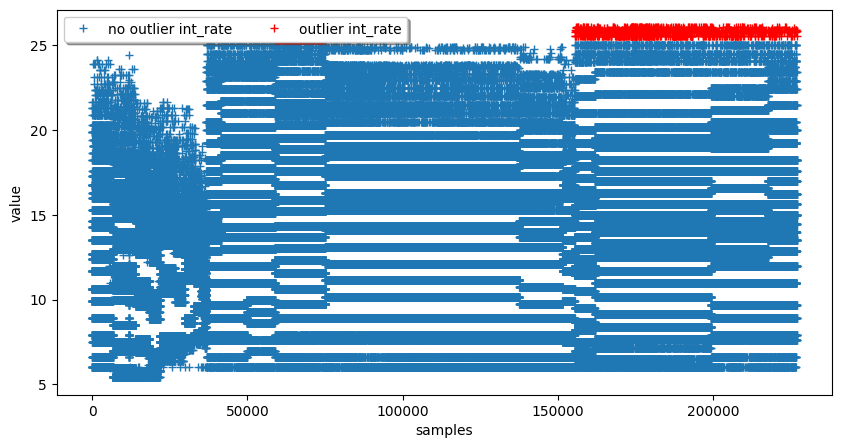 no outlier int_rate outlier int_rate
25
20
15
10
5
value
0 50000 100000 150000 200000
samples